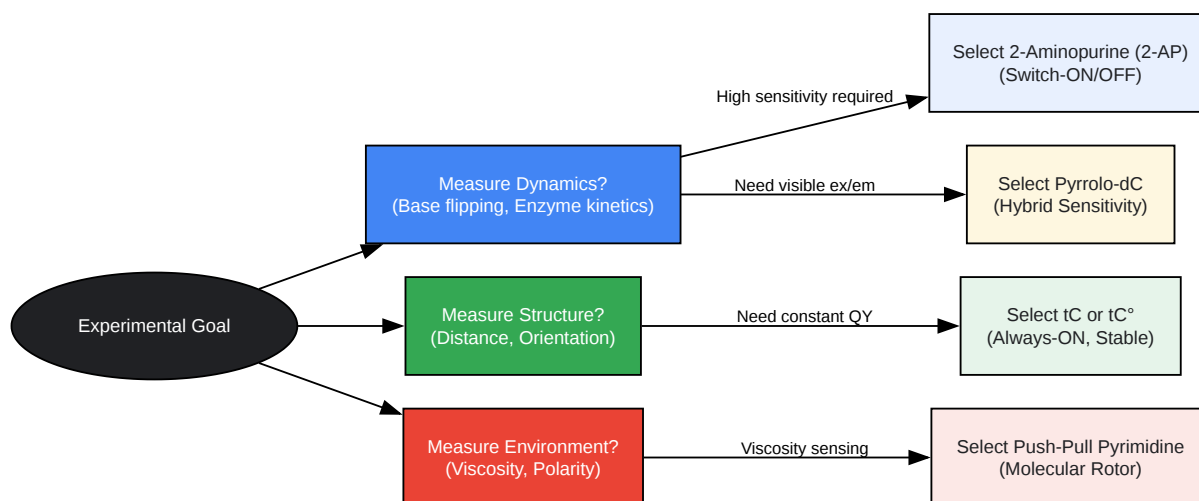 Experimental Goal
Measure Dynamics?
(Base flipping, Enzyme kinetics)
High sensitivity required
Select 2-Aminopurine (2-AP)
(Switch-ON/OFF)
Need visible ex/em
Select Pyrrolo-dC
(Hybrid Sensitivity)
Measure Structure?
(Distance, Orientation)
Need constant QY
Select tC or tC°
(Always-ON, Stable)
Measure Environment?
(Viscosity, Polarity)
Viscosity sensing
Select Push-Pull Pyrimidine
(Molecular Rotor)